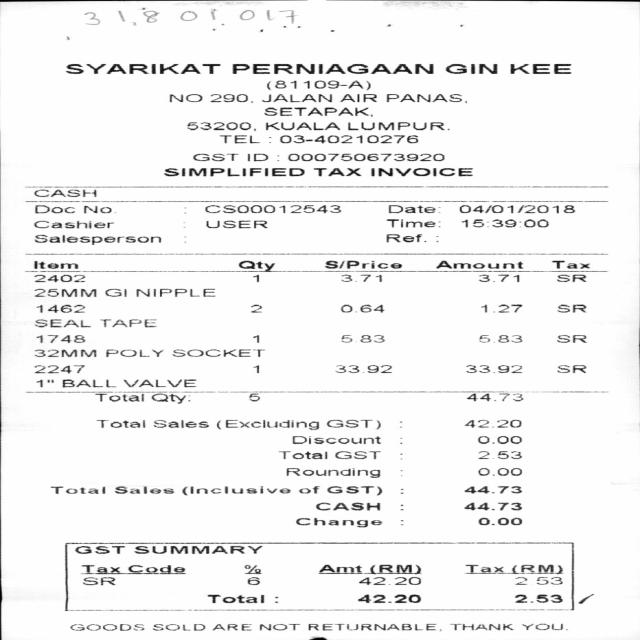 31,801,017
SYARIKAT PERNIAGAAN GIN KEE
(81109-A)
NO 290, JALAN AIR PANAS,
SETAPAK,
53200, KUALA LUMPUR.
TEL : 03-40210276
GST ID : 000750673920
SIMPLIFIED TAX INVOICE
CASH
Doc No. : CS00012543 Date: 04/01/2018
Cashier : USER Time: 15:39:00
Salesperson : Ref. :
Item Qty S/Price Amount Tax
2402 1 3.71 3.71 SR
25MM GI NIPPLE
1462 2 0.64 1.27 SR
SEAL TAPE
1748 1 5.83 5.83 SR
32MM POLY SOCKET
2247 1 33.92 33.92 SR
1" BALL VALVE
Total Qty: 5 44.73
Total Sales (Excluding GST) : 42.20
Discount : 0.00
Total GST : 2.53
Rounding : 0.00
Total Sales (Inclusive of GST) : 44.73
CASH : 44.73
Change : 0.00
GST SUMMARY
Tax Code % Amt (RM) Tax (RM)
SR 6 42.20 2.53
Total : 42.20 2.53
GOODS SOLD ARE NOT RETURNABLE, THANK YOU.